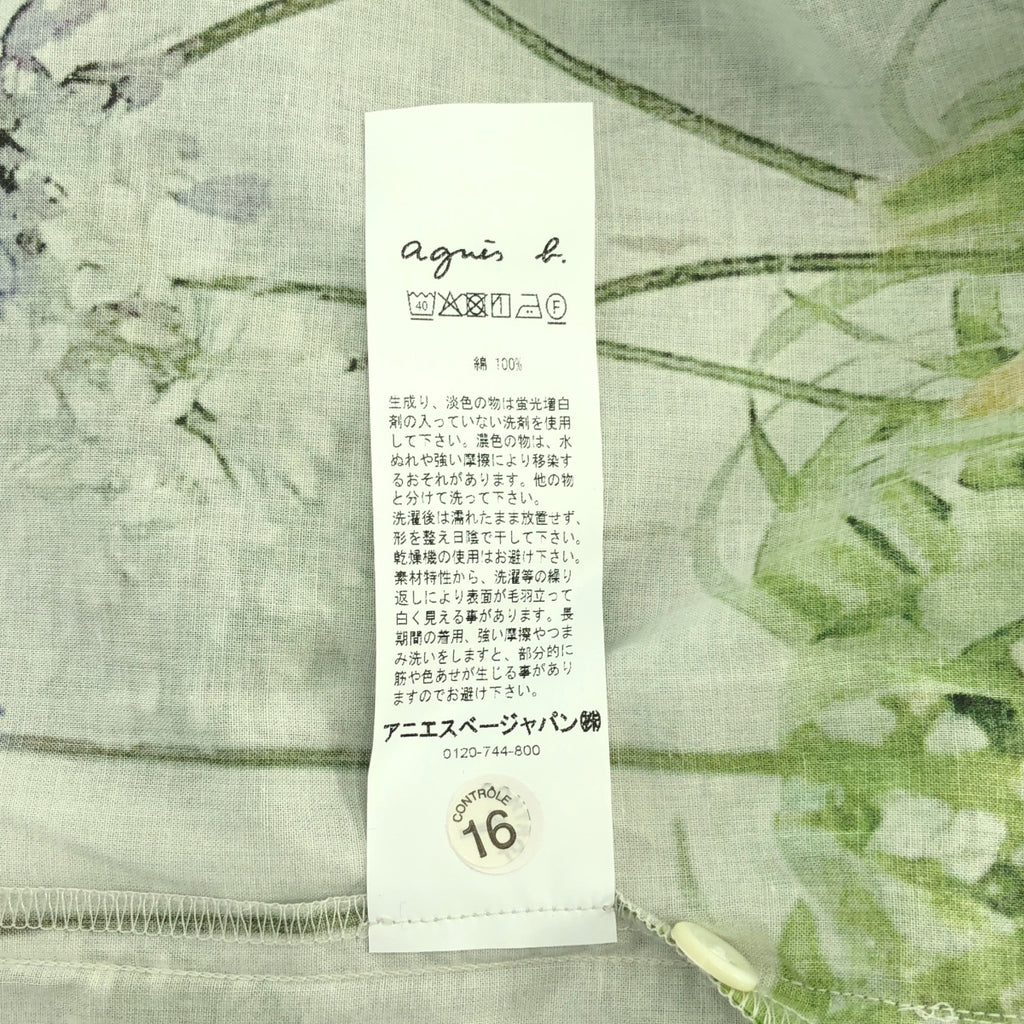 agnès b.
40 F
綿 100%
生成り、淡色の物は蛍光増白
剤の入っていない洗剤を使用
して下さい。濃色の物は、水
ぬれや強い摩擦により移染す
るおそれがあります。他の物
と分けて洗って下さい。
洗濯後は濡れたまま放置せず、
形を整え日陰で干して下さい。
乾燥機の使用はお避け下さい。
素材特性から、洗濯等の繰り
返しにより表面が毛羽立って
白く見える事があります。長
期間の着用、強い摩擦やつま
み洗いをしますと、部分的に
筋や色あせが生じる事があり
ますのでお避け下さい。
アニエスベージャパン㈱
0120-744-800
CONTRÔLE
16